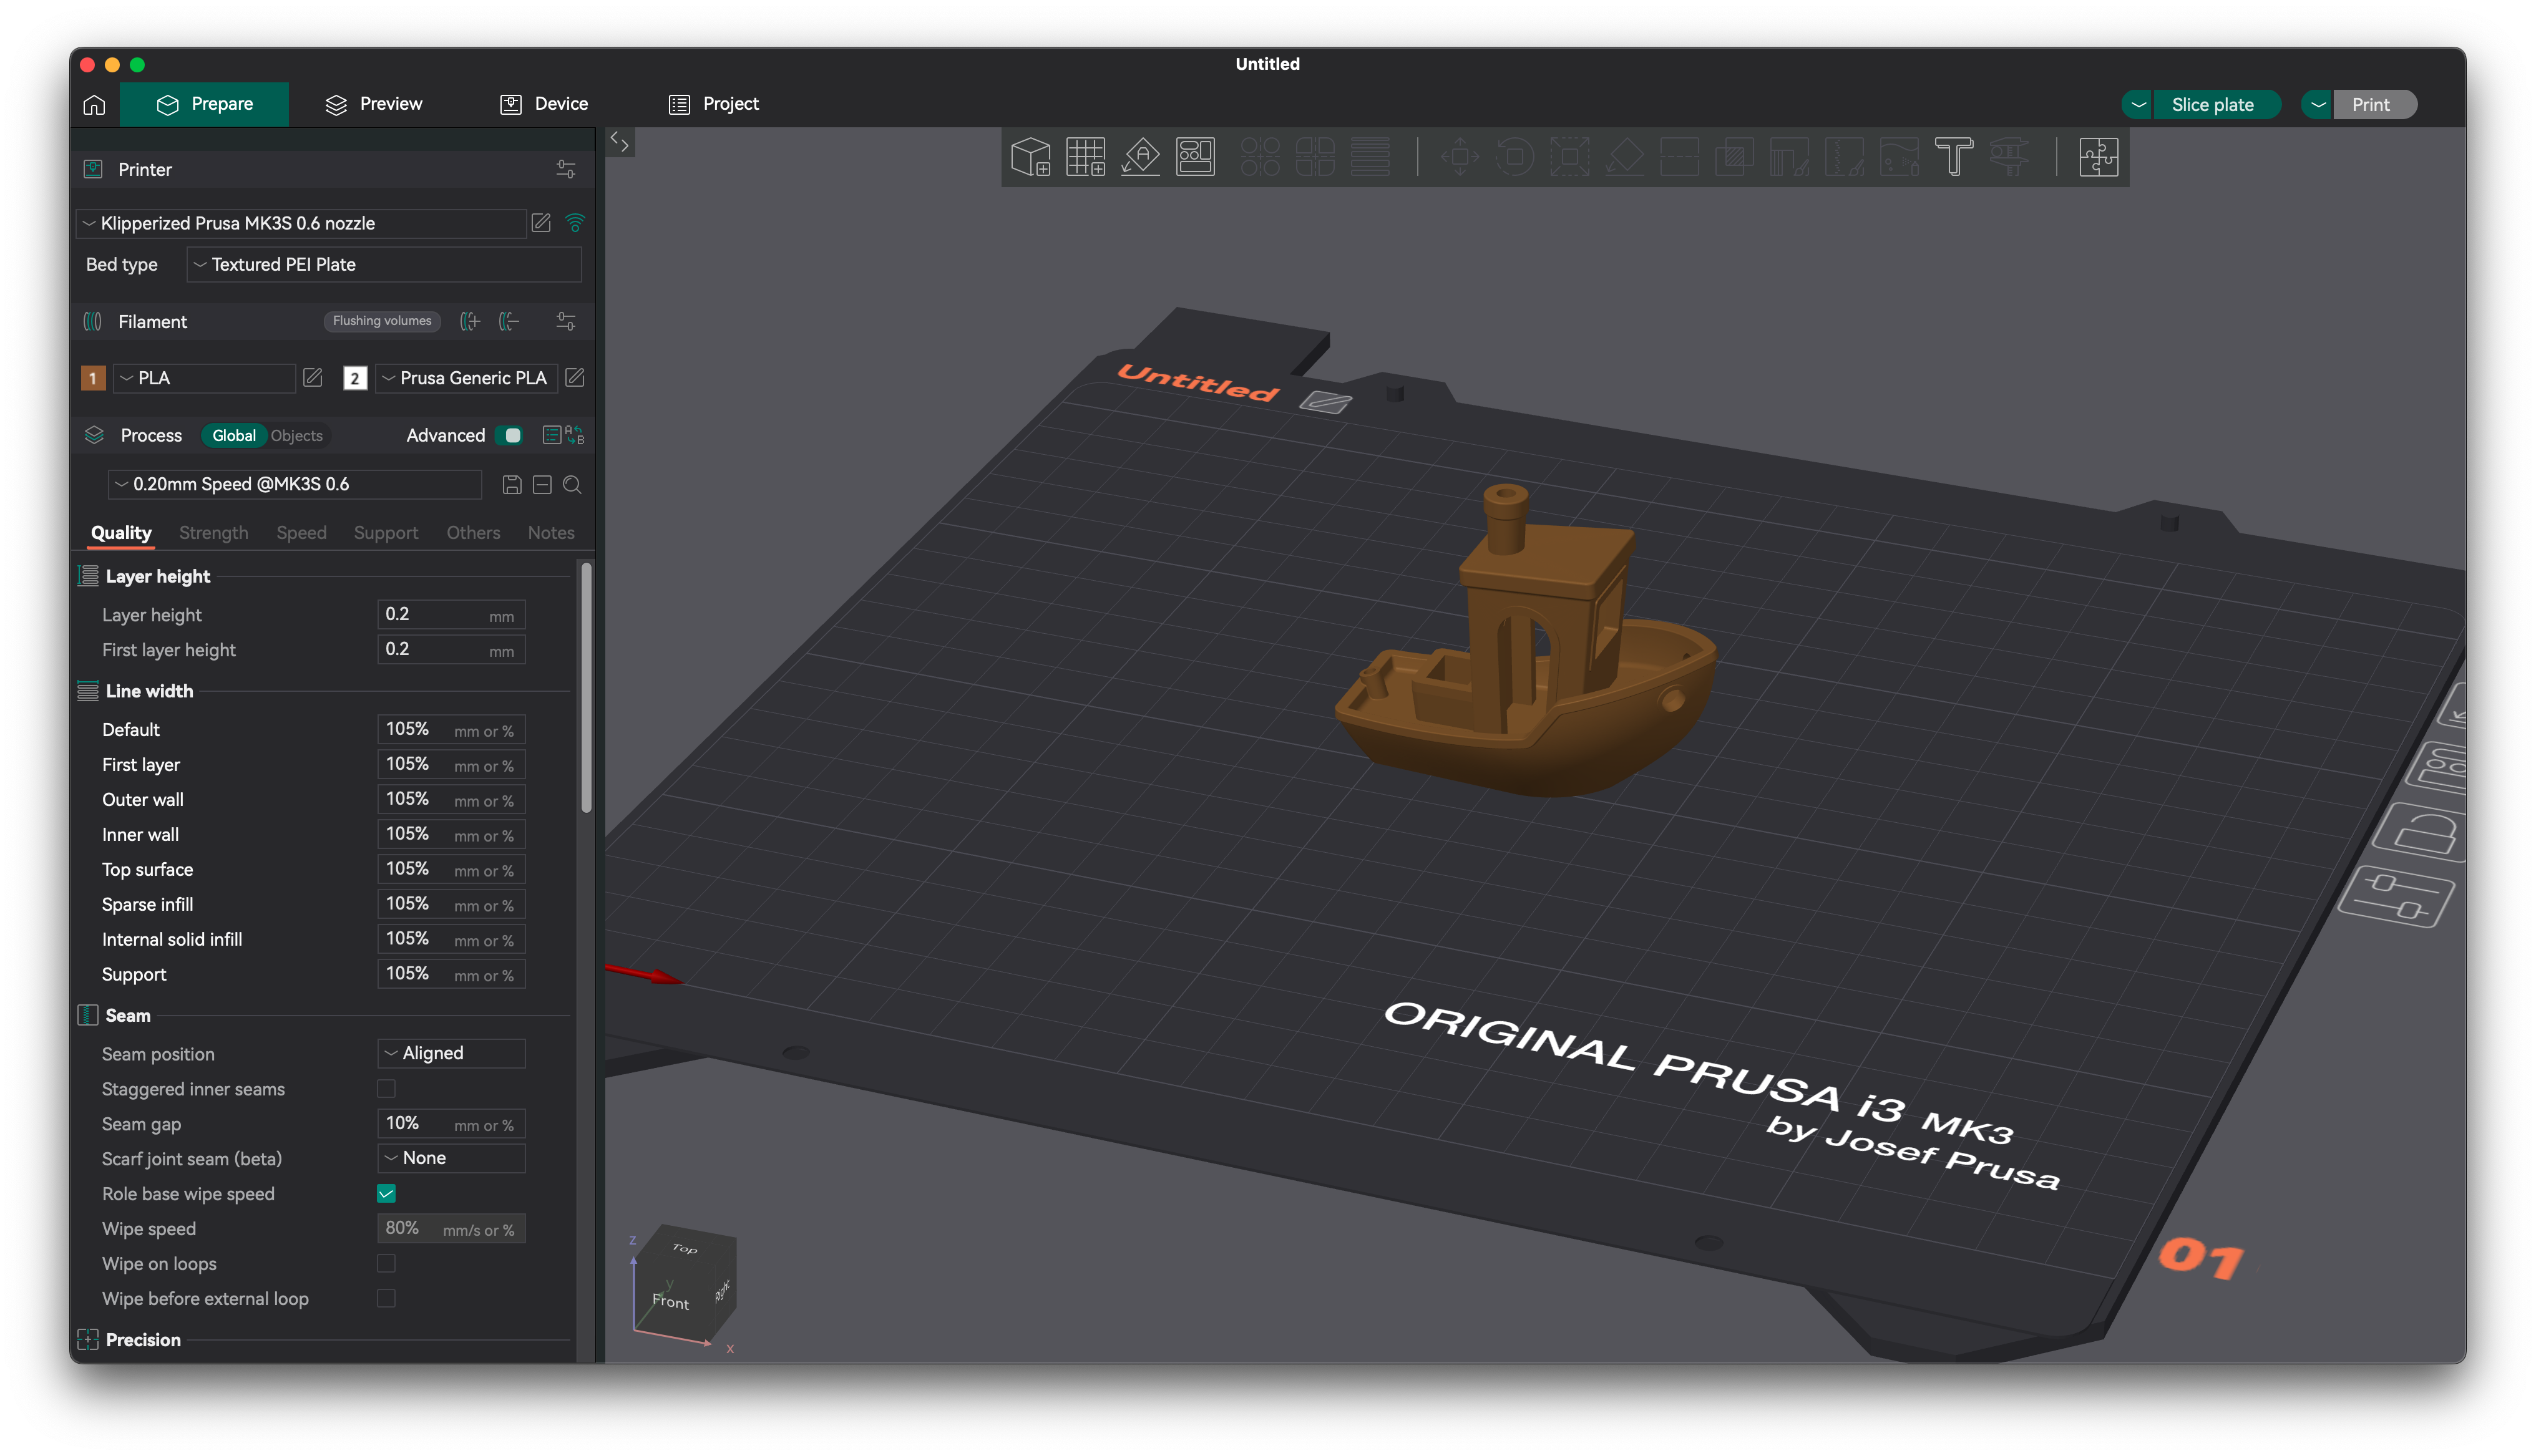 Untitled
Prepare
Preview
Device
Project
Slice plate
Print
Printer
Klipperized Prusa MK3S 0.6 nozzle
Bed type
Textured PEI Plate
Filament
Flushing volumes
1
PLA
2
Prusa Generic PLA
Process
Global
Objects
Advanced
0.20mm Speed @MK3S 0.6
Quality
Strength
Speed
Support
Others
Notes
Layer height
Layer height 0.2 mm
First layer height 0.2 mm
Line width
Default 105% mm or %
First layer 105% mm or %
Outer wall 105% mm or %
Inner wall 105% mm or %
Top surface 105% mm or %
Sparse infill 105% mm or %
Internal solid infill 105% mm or %
Support 105% mm or %
Seam
Seam position Aligned
Staggered inner seams
Seam gap 10% mm or %
Scarf joint seam (beta) None
Role base wipe speed
Wipe speed 80% mm/s or %
Wipe on loops
Wipe before external loop
Precision
Untitled
ORIGINAL PRUSA i3 MK3
by Josef Prusa
01
Z
Top
y
Front
Right
X